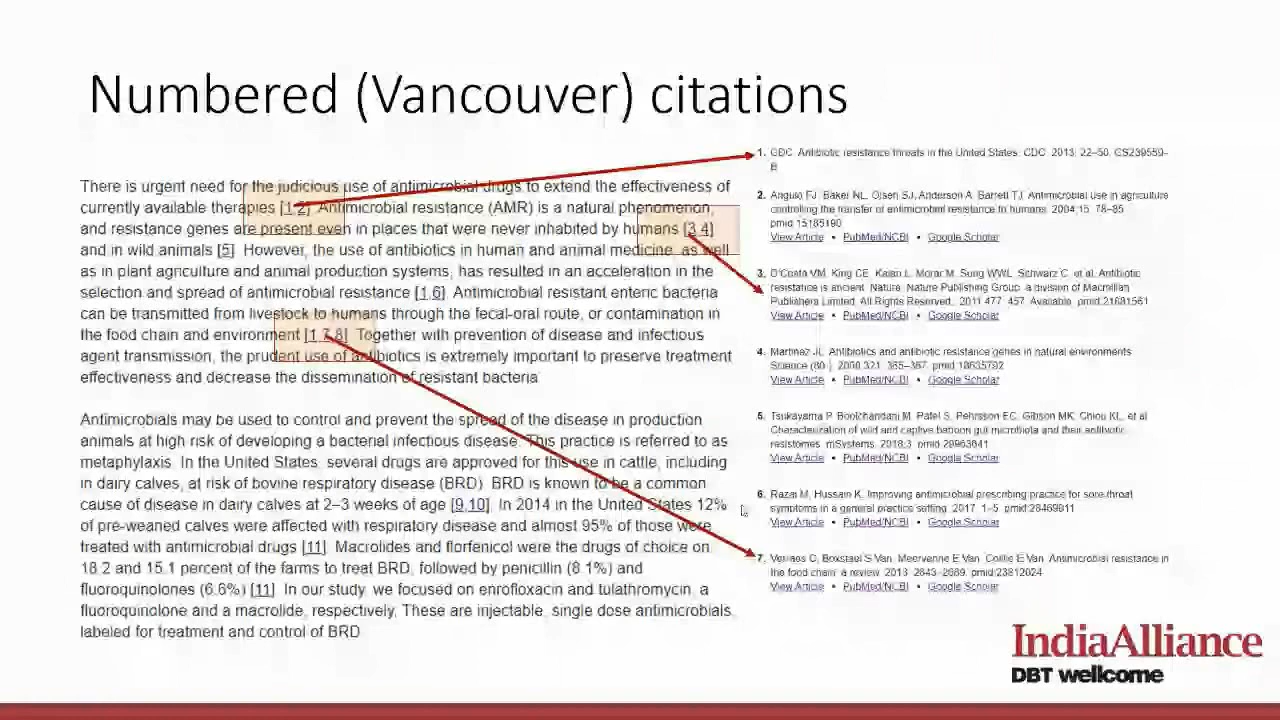 Numbered (Vancouver) citations
There is urgent need for the judicious use of antimicrobial drugs to extend the effectiveness of
currently available therapies [1,2]. Antimicrobial resistance (AMR) is a natural phenomenon,
and resistance genes are present even in places that were never inhabited by humans [3,4]
and in wild animals [5]. However, the use of antibiotics in human and animal medicine, as well
as in plant agriculture and animal production systems, has resulted in an acceleration in the
selection and spread of antimicrobial resistance [1,6]. Antimicrobial resistant enteric bacteria
can be transmitted from livestock to humans through the fecal-oral route, or contamination in
the food chain and environment [1,7,8]. Together with prevention of disease and infectious
agent transmission, the prudent use of antibiotics is extremely important to preserve treatment
effectiveness and decrease the dissemination of resistant bacteria.
Antimicrobials may be used to control and prevent the spread of the disease in production
animals at high risk of developing a bacterial infectious disease. This practice is referred to as
metaphylaxis. In the United States, several drugs are approved for this use in cattle, including
in dairy calves, at risk of bovine respiratory disease (BRD). BRD is known to be a common
cause of disease in dairy calves at 2–3 weeks of age [9,10]. In 2014 in the United States 12%
of pre-weaned calves were affected with respiratory disease and almost 95% of those were
treated with antimicrobial drugs [11]. Macrolides and florfenicol were the drugs of choice on
18.2 and 15.1 percent of the farms to treat BRD, followed by penicillin (8.1%) and
fluoroquinolones (6.6%) [11]. In our study, we focused on enrofloxacin and tulathromycin, a
fluoroquinolone and a macrolide, respectively. These are injectable, single dose antimicrobials,
labeled for treatment and control of BRD.
1. CDC. Antibiotic resistance threats in the United States. CDC. 2013; 22–50. CS239559–
B
2. Angulo FJ, Baker NL, Olsen SJ, Anderson A, Barrett TJ. Antimicrobial use in agriculture:
controlling the transfer of antimicrobial resistance to humans. 2004;15: 78–85.
pmid:15185190
View Article • PubMed/NCBI • Google Scholar
3. D'Costa VM, King CE, Kalan L, Morar M, Sung WWL, Schwarz C, et al. Antibiotic
resistance is ancient. Nature. Nature Publishing Group, a division of Macmillan
Publishers Limited. All Rights Reserved.; 2011;477: 457. Available: pmid:21881561
View Article • PubMed/NCBI • Google Scholar
4. Martinez JL. Antibiotics and antibiotic resistance genes in natural environments.
Science (80-). 2008;321: 365–367. pmid:18635792
View Article • PubMed/NCBI • Google Scholar
5. Tsukayama P, Boolchandani M, Patel S, Pehrsson EC, Gibson MK, Chiou KL, et al.
Characterization of wild and captive baboon gut microbiota and their antibiotic
resistomes. mSystems. 2018;3. pmid:29963641
View Article • PubMed/NCBI • Google Scholar
6. Razai M, Hussain K. Improving antimicrobial prescribing practice for sore throat
symptoms in a general practice setting. 2017; 1–5. pmid:28469911
View Article • PubMed/NCBI • Google Scholar
7. C, Boxstael S Van, Meervenne E Van, E Van. Antimicrobial resistance in
the food chain: a review. 2013; 2643–2669. pmid:23812024
View Article • PubMed/NCBI • Google Scholar
IndiaAlliance
DBT wellcome